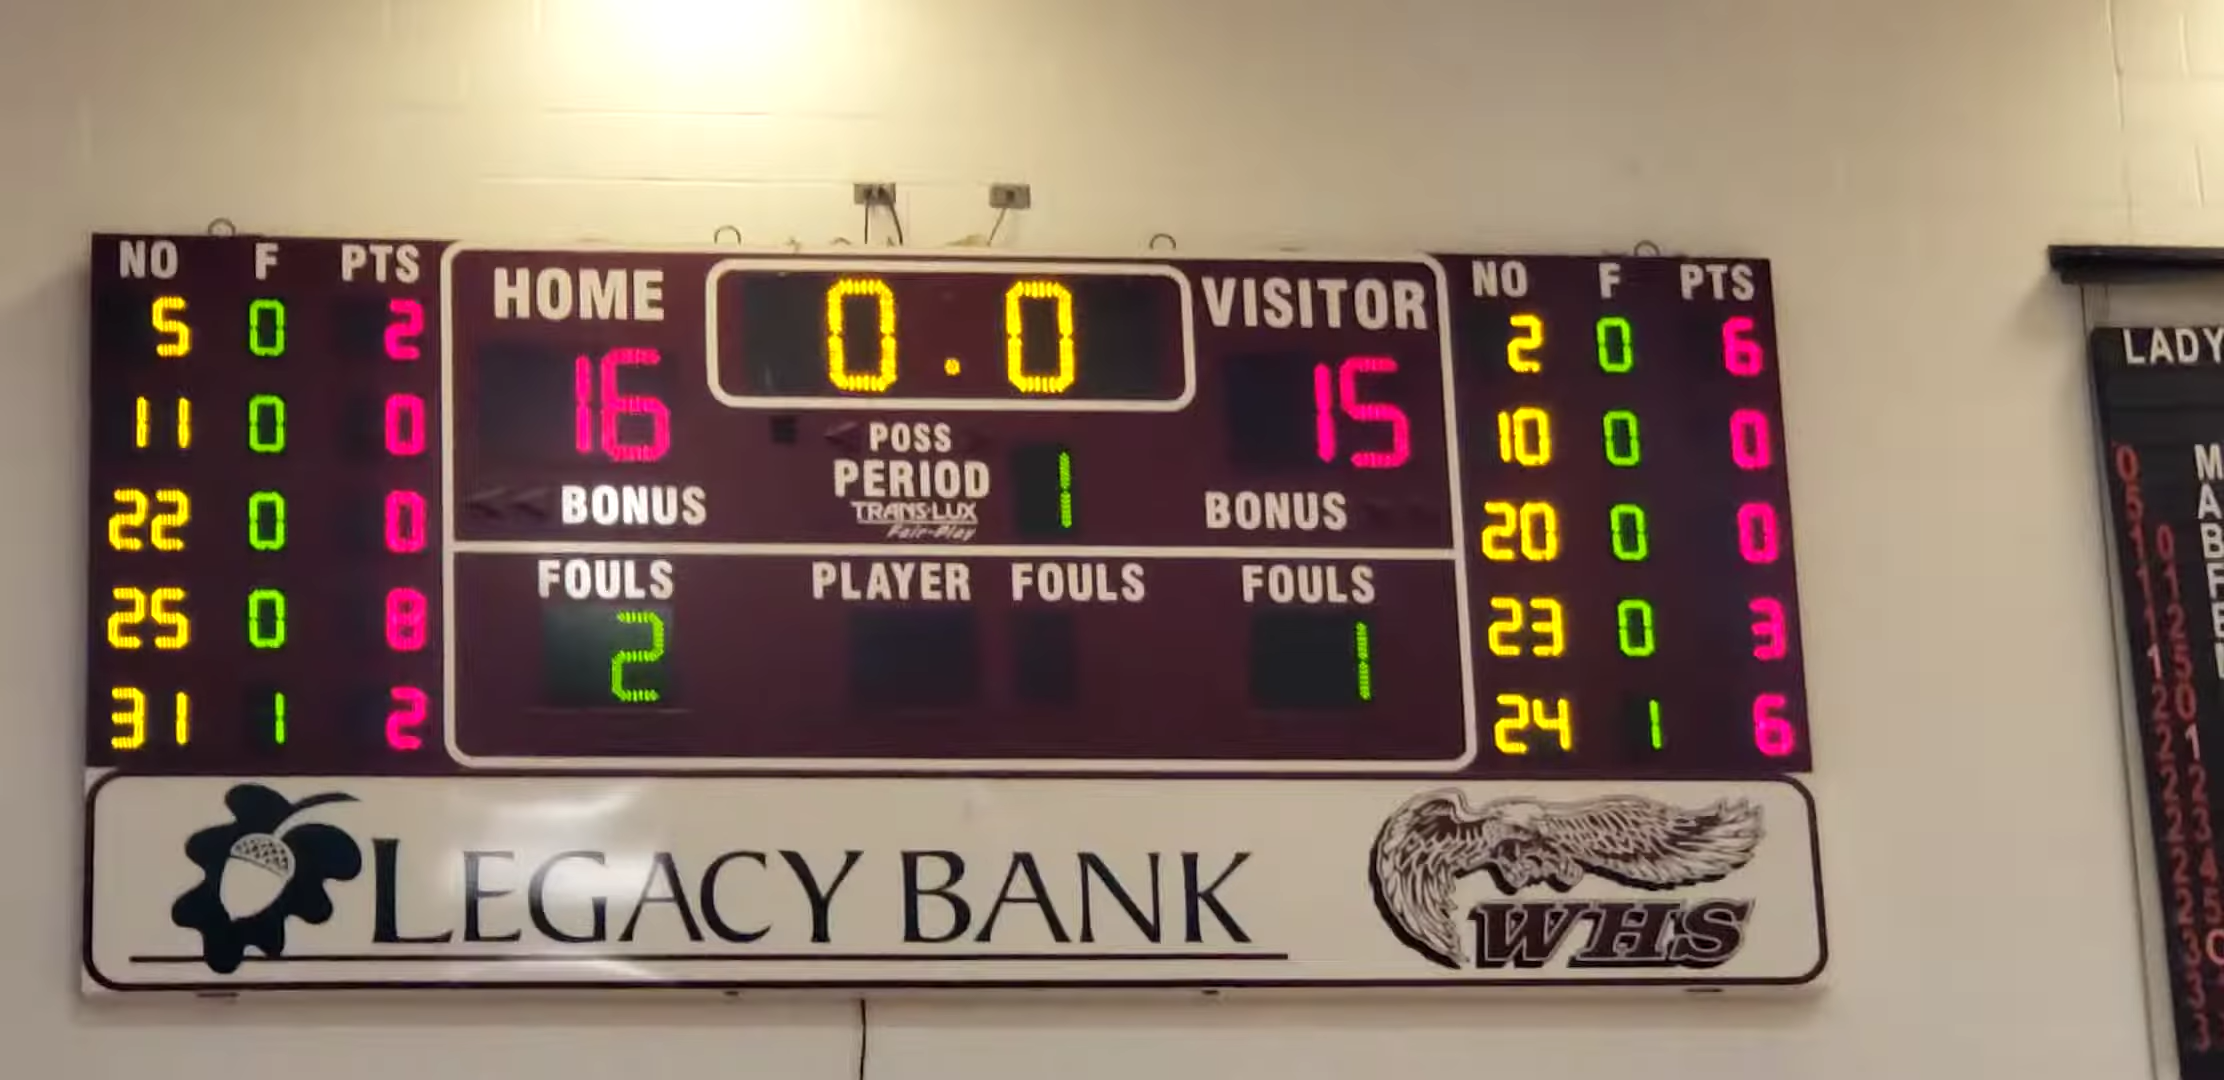 NO F PTS
5 0 2
11 0 0
22 0 0
25 0 8
31 1 2
HOME
16
BONUS
0.0
POSS
PERIOD 1
TRANS-LUX
Fair-Play
VISITOR
15
BONUS
FOULS
2
PLAYER FOULS
FOULS
1
NO F PTS
2 0 6
10 0 0
20 0 0
23 0 3
24 1 6
LEGACY BANK
WHS
LADY